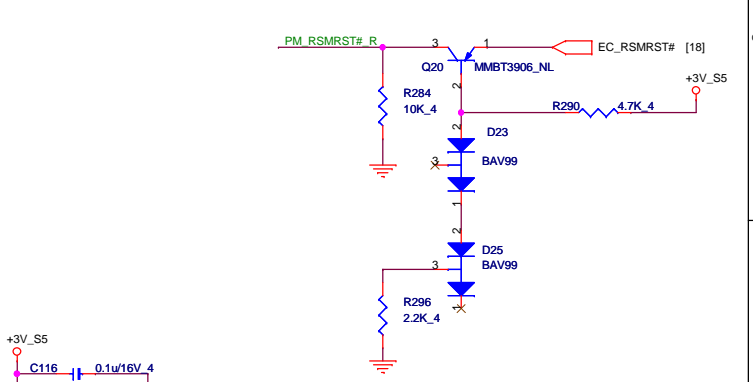 PM_RSMRST#_R
3
1
EC_RSMRST# [18]
Q20
MMBT3906_NL
+3V_S5
2
R284
10K_4
R290
4.7K_4
2
D23
3
BAV99
1
2
D25
3
BAV99
1
R296
2.2K_4
+3V_S5
C116
0.1u/16V_4